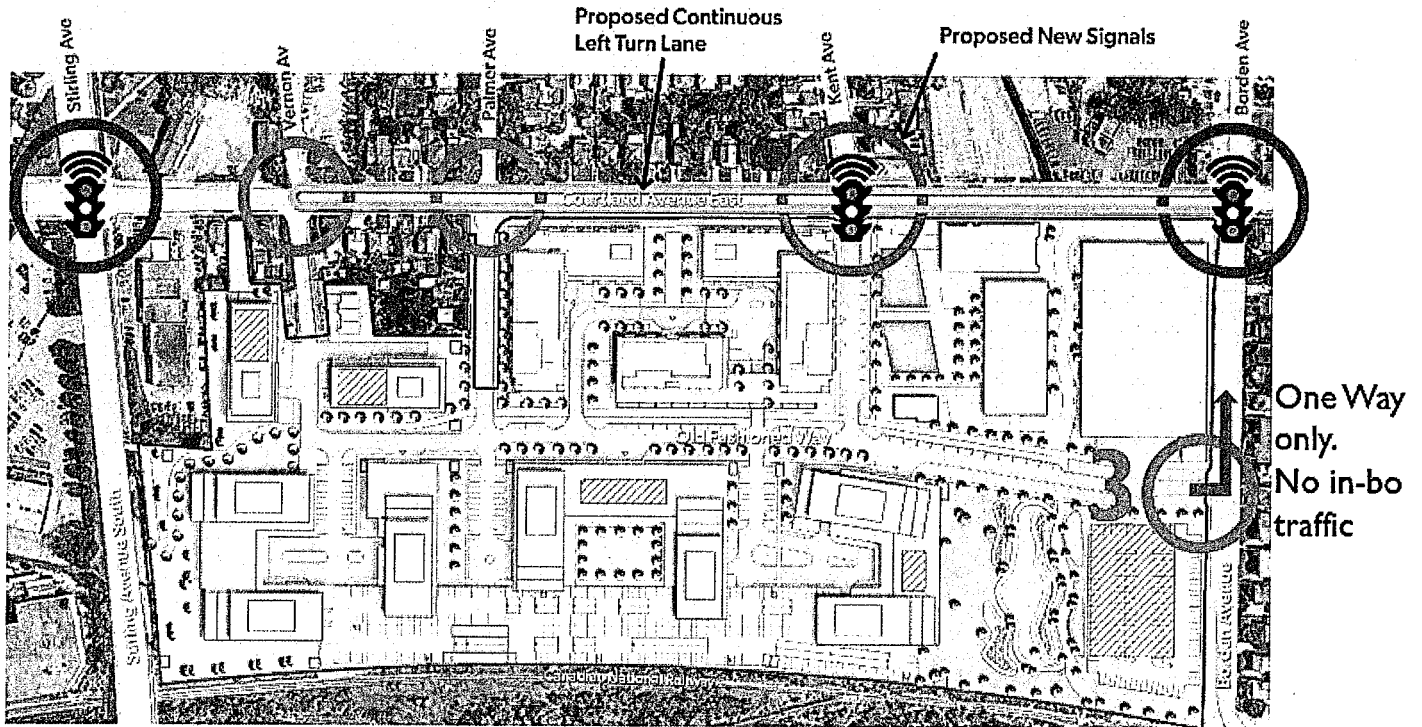 Stirling Ave
Vernon Av
Palmer Ave
Proposed Continuous
Left Turn Lane
Kent Ave
Proposed New Signals
Borden Ave
Courtland Avenue East
Old Fashioned Way
3
One Way
only.
No in-bo
traffic
Stirling Avenue South
Borden Avenue
Canadian National Railway